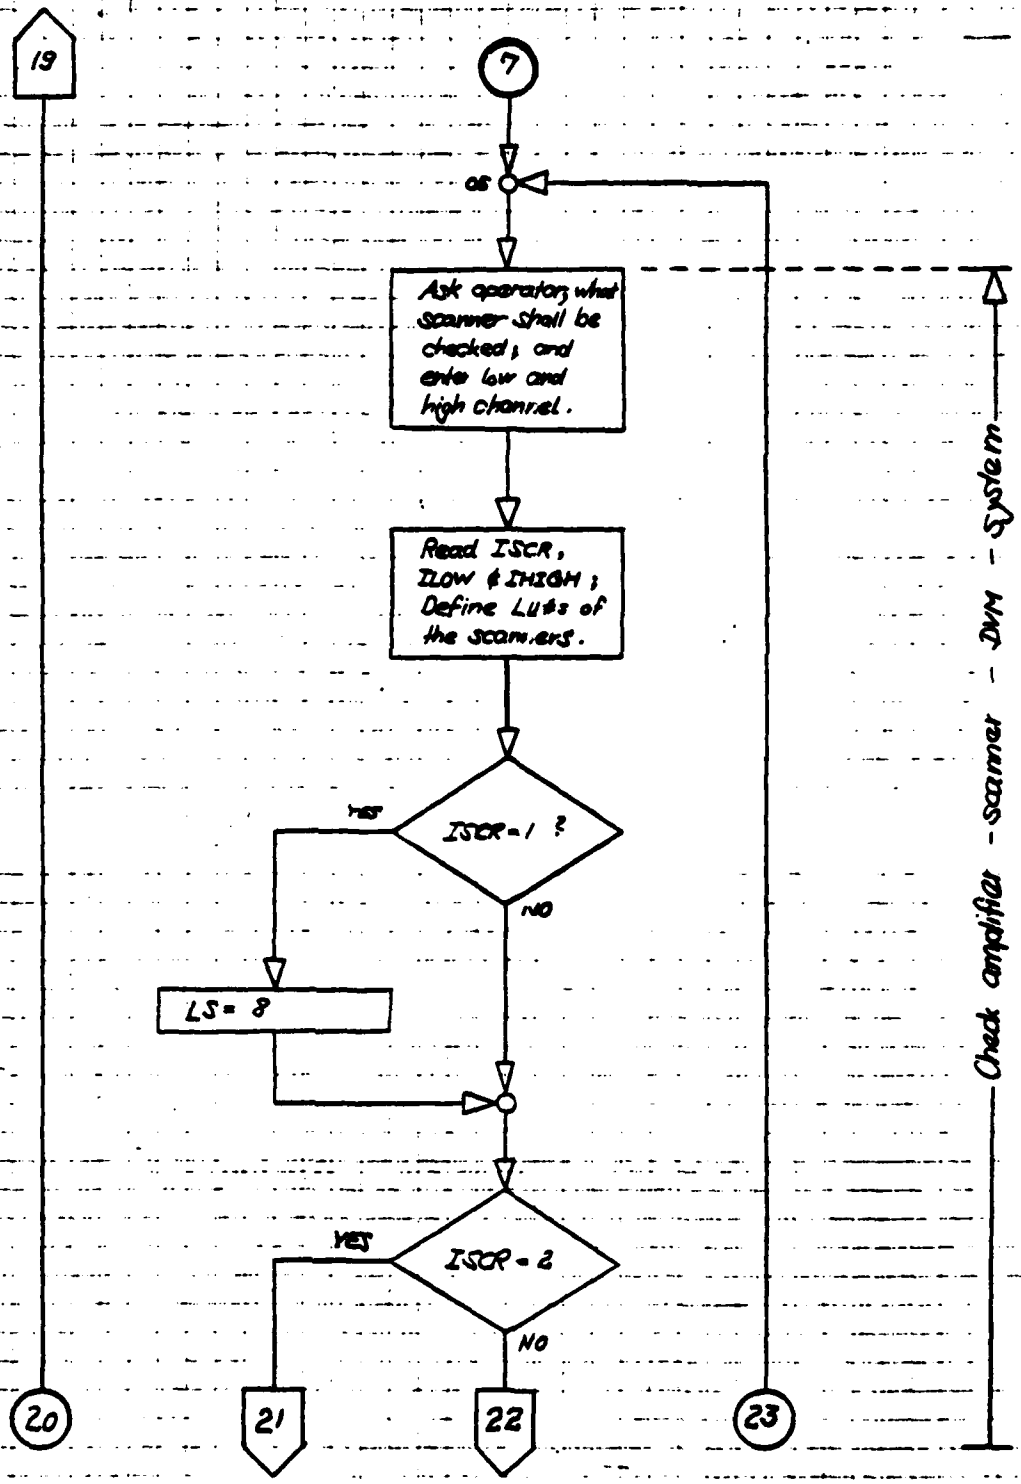 19
7
05
Ask operator, what
scanner shall be
checked; and
enter low and
high channel.
Read ISCR,
ILOW & IHIGH;
Define Lu#s of
the scanners.
YES
ISCR=1 ?
NO
LS= 8
YES
ISCR=2
NO
20
21
22
23
Check amplifier - scanner - DVM - System